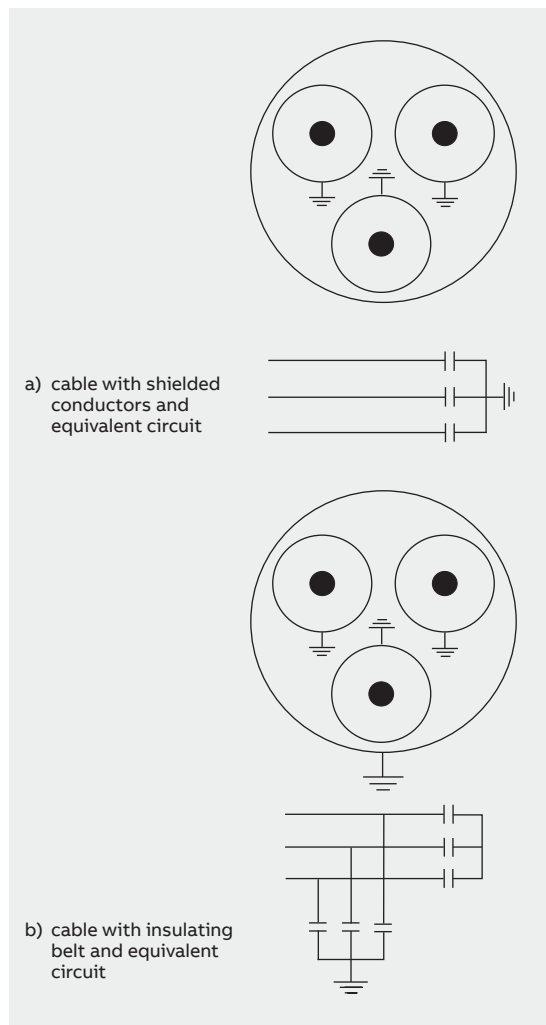 a) cable with shielded
conductors and
equivalent circuit
b) cable with insulating
belt and equivalent
circuit